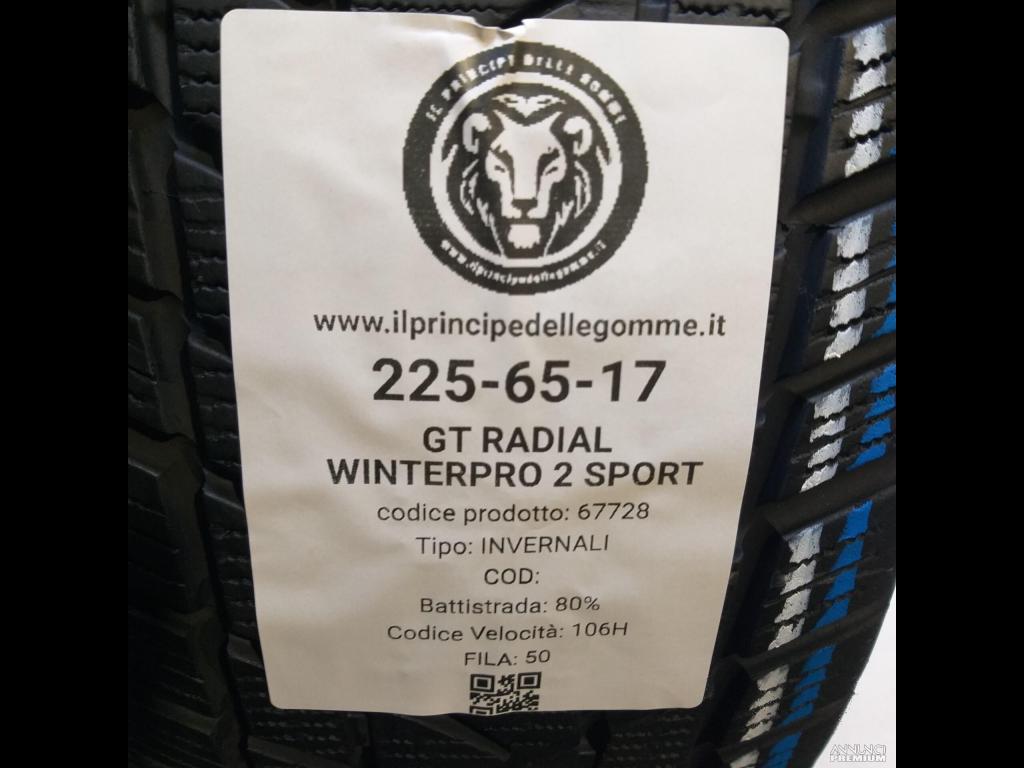 IL PRINCIPE DELLE GOMME
www.ilprincipedellegomme.it
www.ilprincipedellegomme.it
225-65-17
GT RADIAL
WINTERPRO 2 SPORT
codice prodotto: 67728
Tipo: INVERNALI
COD:
Battistrada: 80%
Codice Velocità: 106H
FILA: 50
ANNUNCI
PREMIUM